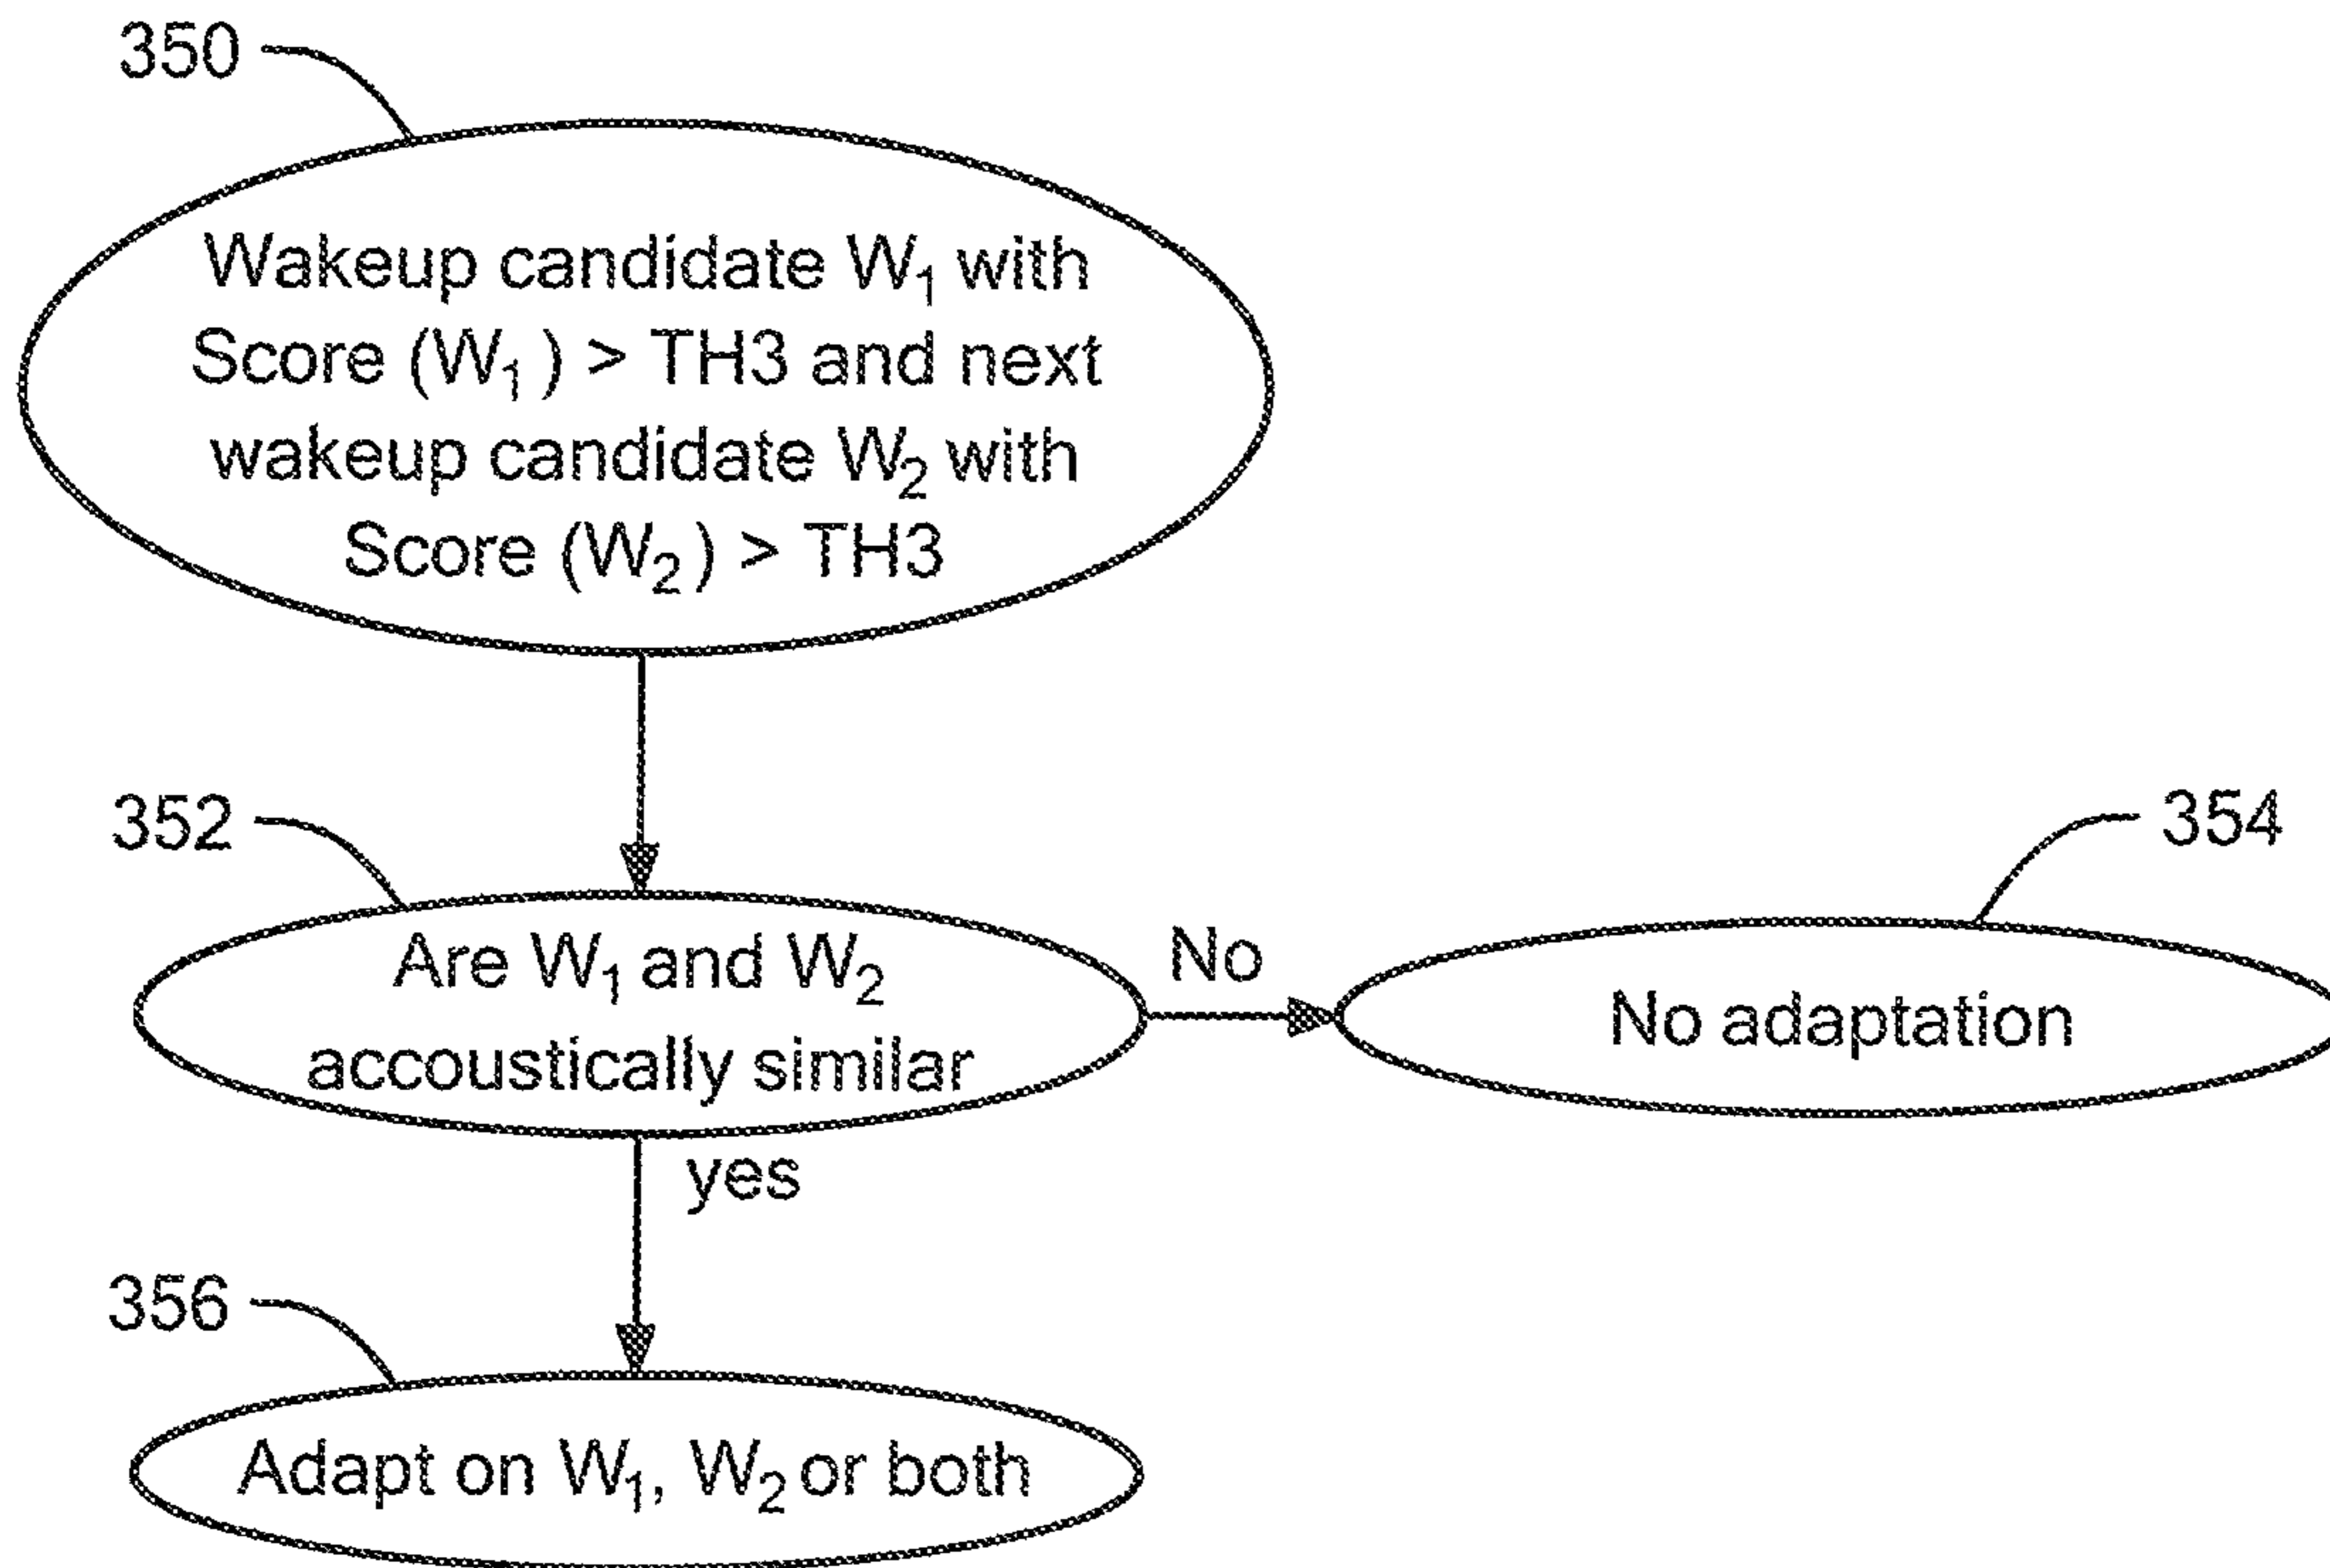 350
Wakeup candidate W₁ with
Score (W₁) > TH3 and next
wakeup candidate W₂ with
Score (W₂) > TH3
352
Are W₁ and W₂
accoustically similar
No
354
No adaptation
yes
356
Adapt on W₁, W₂ or both